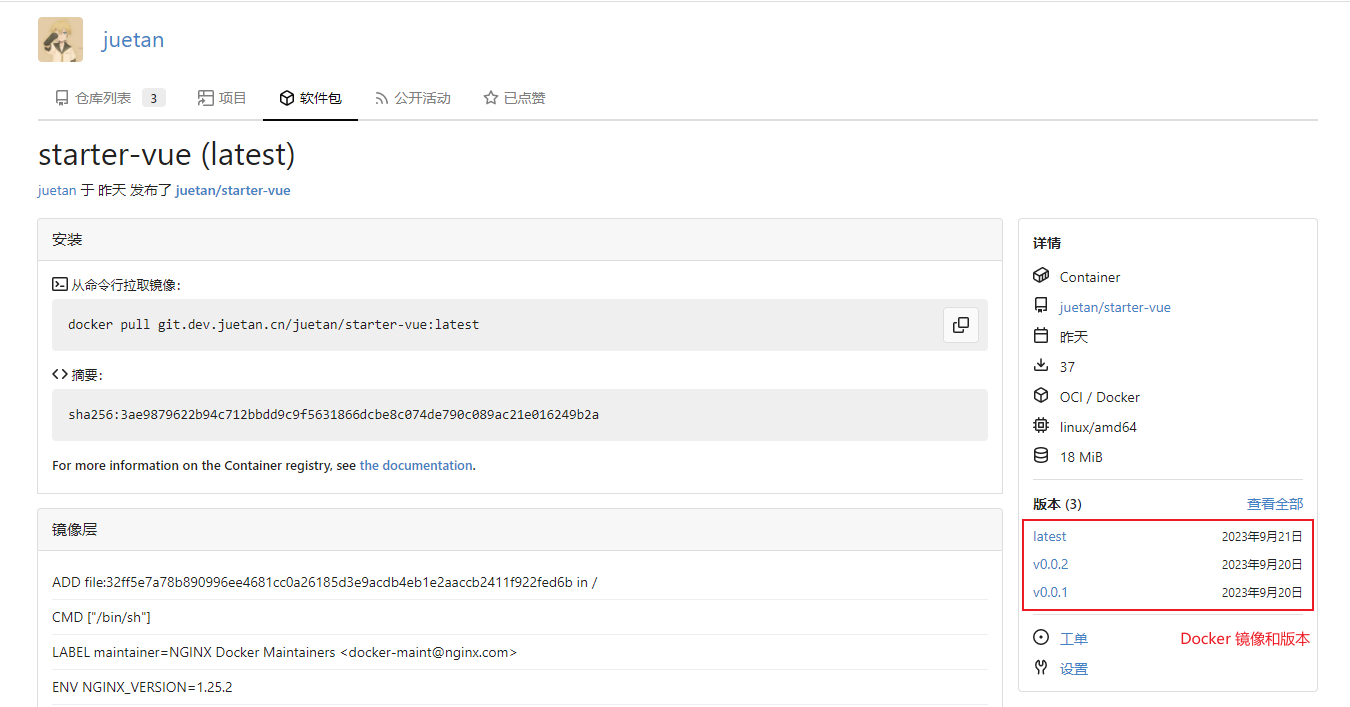 juetan
仓库列表 3 项目 软件包 公开活动 已点赞
starter-vue (latest)
juetan 于 昨天 发布了 juetan/starter-vue
安装
从命令行拉取镜像:
docker pull git.dev.juetan.cn/juetan/starter-vue:latest
摘要:
sha256:3ae9879622b94c712bbdd9c9f5631866dcbe8c074de790c089ac21e016249b2a
For more information on the Container registry, see the documentation.
镜像层
ADD file:32ff5e7a78b890996ee4681cc0a26185d3e9acdb4eb1e2aaccb2411f922fed6b in /
CMD ["/bin/sh"]
LABEL maintainer=NGINX Docker Maintainers <docker-maint@nginx.com>
ENV NGINX_VERSION=1.25.2
详情
Container
juetan/starter-vue
昨天
37
OCI / Docker
linux/amd64
18 MiB
版本 (3) 查看全部
latest 2023年9月21日
v0.0.2 2023年9月20日
v0.0.1 2023年9月20日
工单 Docker 镜像和版本
设置